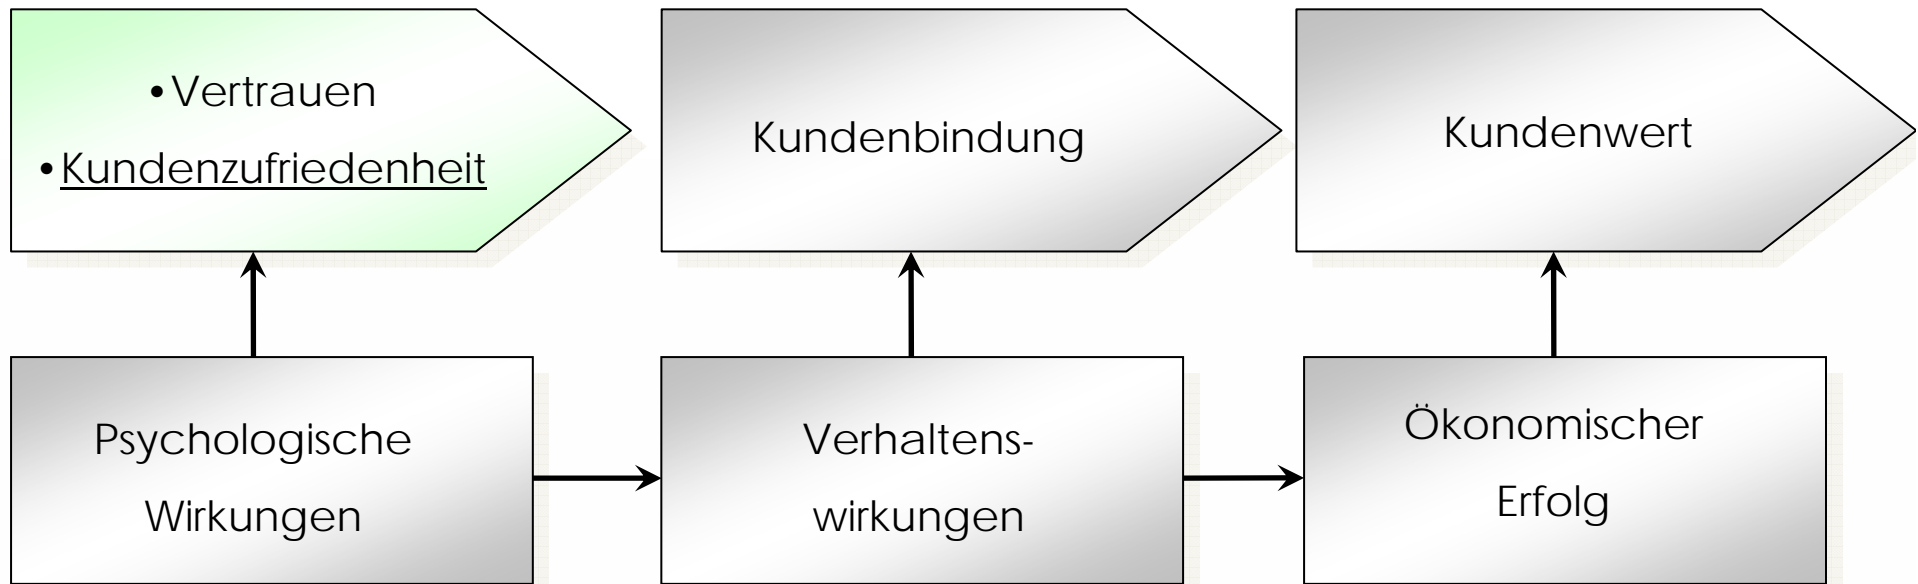 •Vertrauen
•Kundenzufriedenheit
Kundenbindung
Kundenwert
Psychologische
Wirkungen
Verhaltens-
wirkungen
Ökonomischer
Erfolg